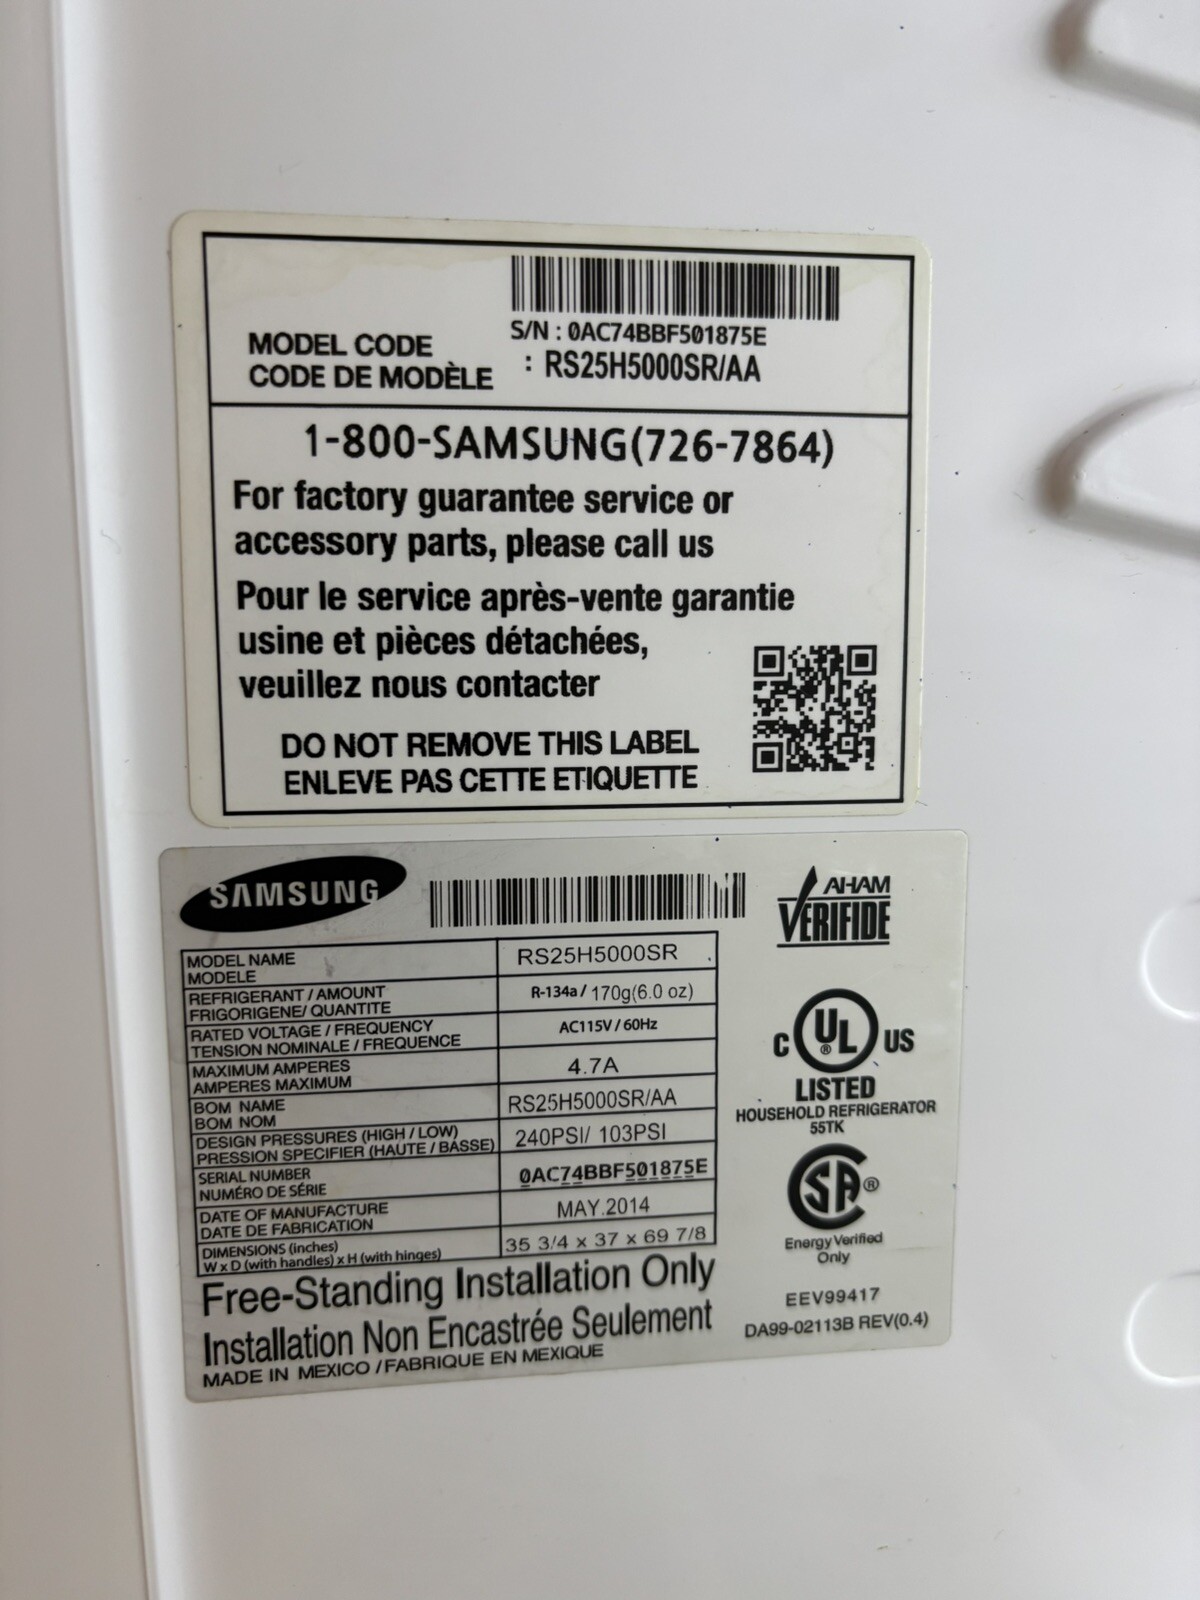 S/N : 0AC74BBF501875E
MODEL CODE
CODE DE MODÈLE : RS25H5000SR/AA
1-800-SAMSUNG(726-7864)
For factory guarantee service or
accessory parts, please call us
Pour le service après-vente garantie
usine et pièces détachées,
veuillez nous contacter
DO NOT REMOVE THIS LABEL
ENLEVE PAS CETTE ETIQUETTE
SAMSUNG
AHAM
VERIFIDE
MODEL NAME
MODELE
RS25H5000SR
REFRIGERANT / AMOUNT
FRIGORIGENE/ QUANTITE
R-134a / 170g(6.0 oz)
RATED VOLTAGE / FREQUENCY
TENSION NOMINALE / FREQUENCE
AC115V / 60Hz
MAXIMUM AMPERES
AMPERES MAXIMUM
4.7A
BOM NAME
BOM NOM
RS25H5000SR/AA
DESIGN PRESSURES (HIGH / LOW)
PRESSION SPECIFIER (HAUTE / BASSE)
240PSI/ 103PSI
SERIAL NUMBER
NUMÉRO DE SÉRIE
0AC74BBF501875E
DATE OF MANUFACTURE
DATE DE FABRICATION
MAY.2014
DIMENSIONS (inches)
W x D (with handles) x H (with hinges)
35 3/4 x 37 x 69 7/8
Free-Standing Installation Only
Installation Non Encastrée Seulement
MADE IN MEXICO / FABRIQUE EN MEXIQUE
C UL ® US
LISTED
HOUSEHOLD REFRIGERATOR
55TK
SA ®
Energy Verified
Only
EEV99417
DA99-02113B REV(0.4)